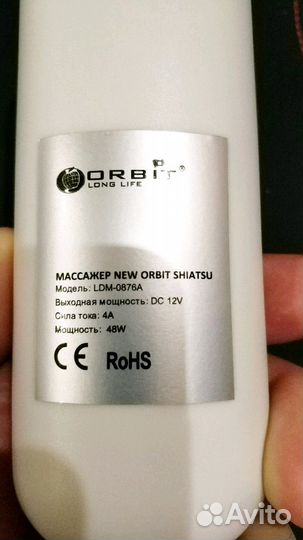 ORBIT®
LONG LIFE
МАССАЖЕР NEW ORBIT SHIATSU
Модель: LDM-0876A
Выходная мощность: DC 12V
Сила тока: 4A
Мощность: 48W
CE RoHS
Avito